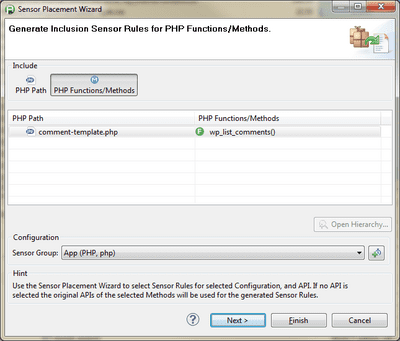 Sensor Placement Wizard
Generate Inclusion Sensor Rules for PHP Functions/Methods.
Include
PHP Path
PHP Functions/Methods
PHP Path PHP Functions/Methods
comment-template.php wp_list_comments()
Open Hierarchy...
Configuration
Sensor Group: App (PHP, php)
Hint
Use the Sensor Placement Wizard to select Sensor Rules for selected Configuration, and API. If no API is
selected the original APIs of the selected Methods will be used for the generated Sensor Rules.
Next > Finish Cancel